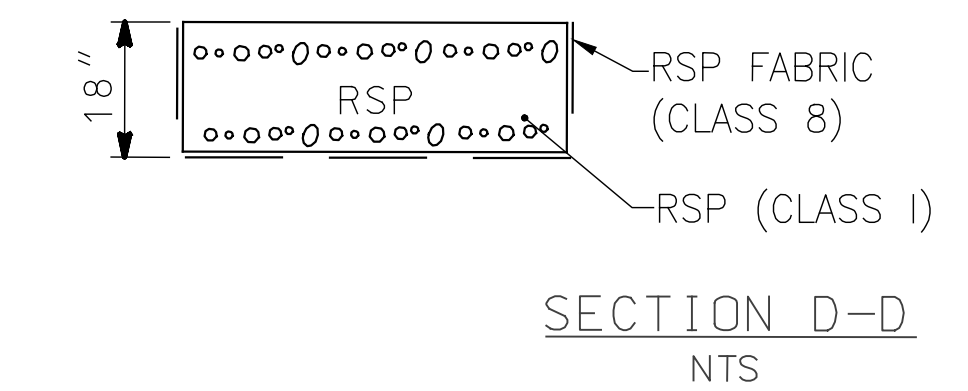 18"
RSP
RSP FABRIC
(CLASS 8)
RSP (CLASS I)
SECTION D-D
NTS